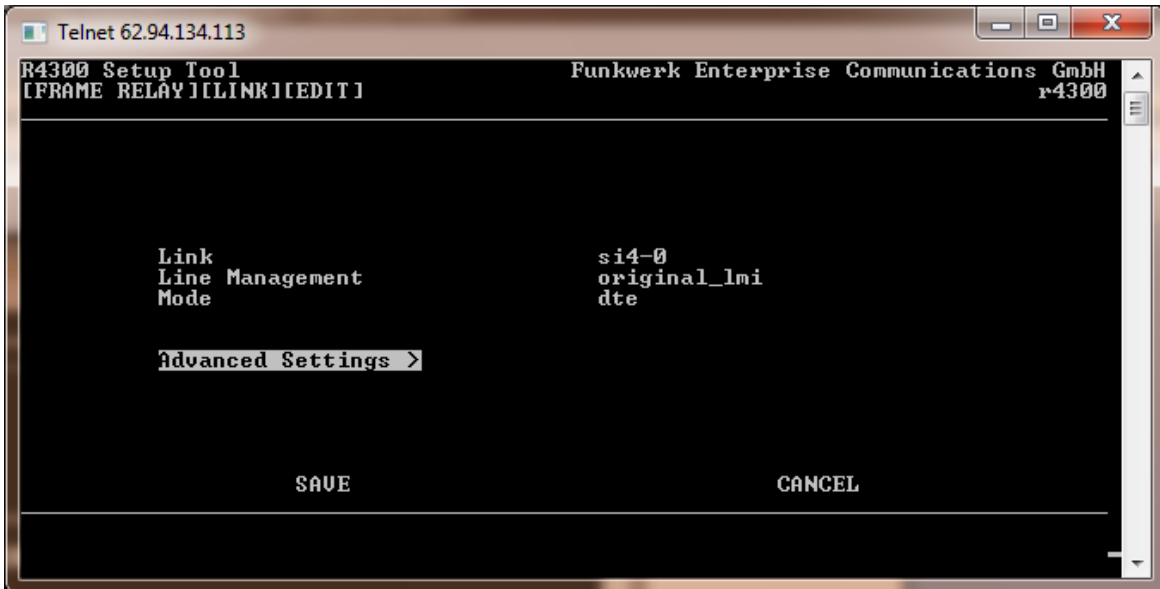 Telnet 62.94.134.113
R4300 Setup Tool Funkwerk Enterprise Communications GmbH
[FRAME RELAY][LINK][EDIT] r4300
Link si4-0
Line Management original_lmi
Mode dte
Advanced Settings >
SAVE CANCEL